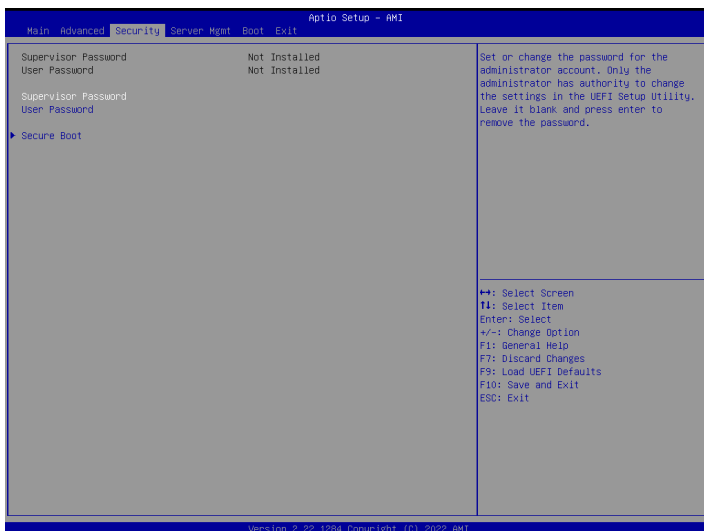 Aptio Setup – AMI
Main Advanced Security Server Mgmt Boot Exit
Supervisor Password Not Installed
User Password Not Installed
Supervisor Password
User Password
Secure Boot
Set or change the password for the
administrator account. Only the
administrator has authority to change
the settings in the UEFI Setup Utility.
Leave it blank and press enter to
remove the password.
↔: Select Screen
↑↓: Select Item
Enter: Select
+/-: Change Option
F1: General Help
F7: Discard Changes
F9: Load UEFI Defaults
F10: Save and Exit
ESC: Exit
Version 2.22.1284 Copyright (C) 2022 AMI